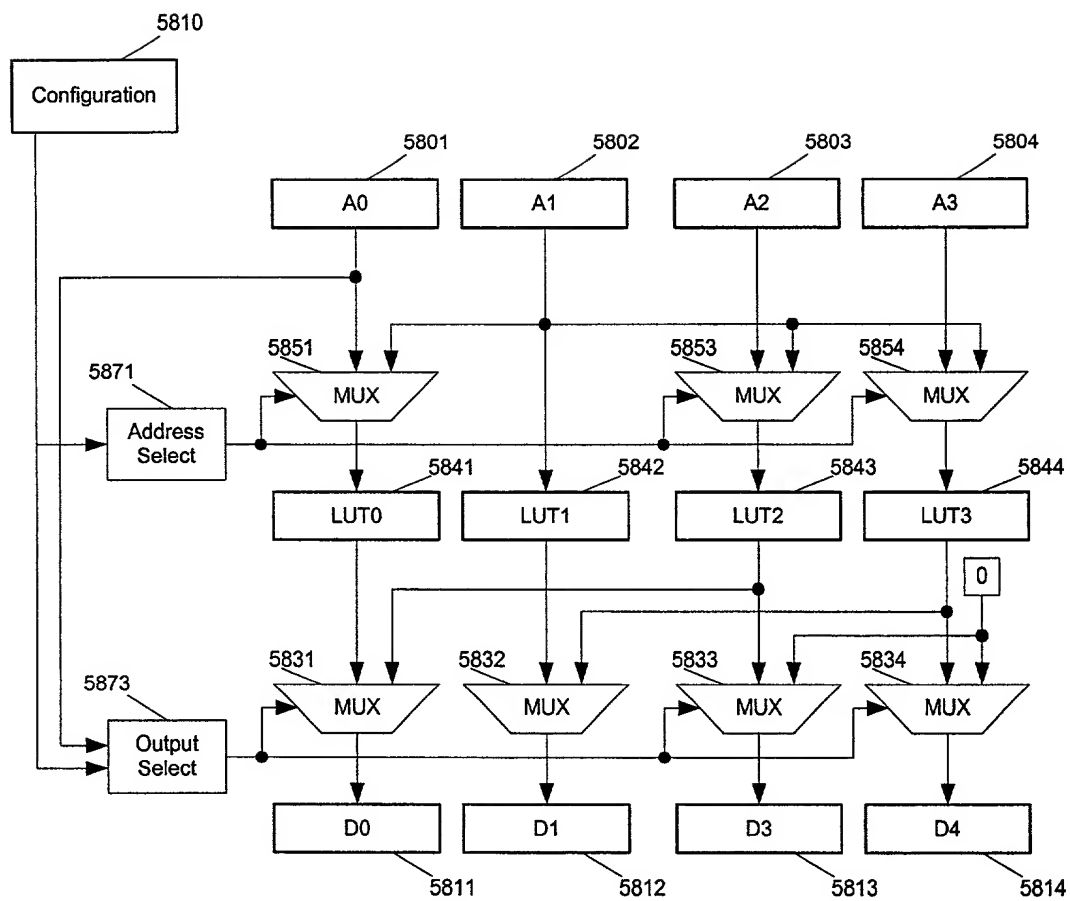 5810
Configuration
5801 5802 5803 5804
A0 A1 A2 A3
5851 5853 5854
MUX MUX MUX
5871
Address
Select
5841 5842 5843 5844
LUT0 LUT1 LUT2 LUT3
0
5831 5832 5833 5834
MUX MUX MUX MUX
5873
Output
Select
D0 D1 D3 D4
5811 5812 5813 5814